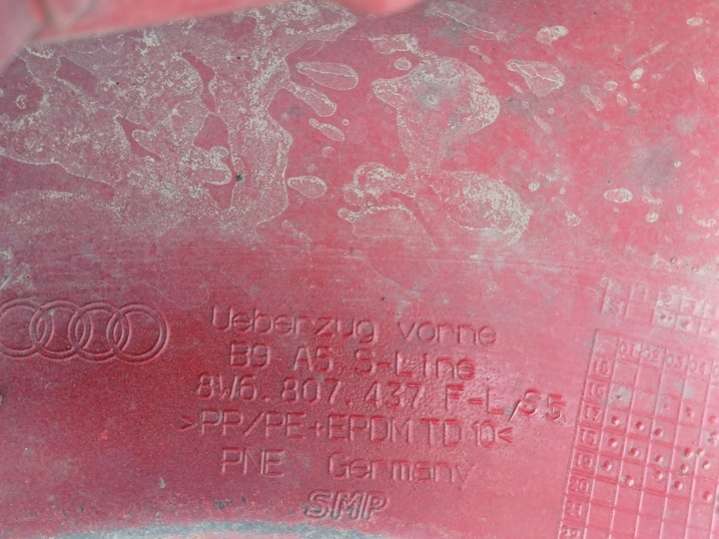 Ueberzug vorne
B9 A5 S-Line
8W6.807.437 F-L/S5
>PP/PE+EPDM TD10<
PNE Germany
SMP